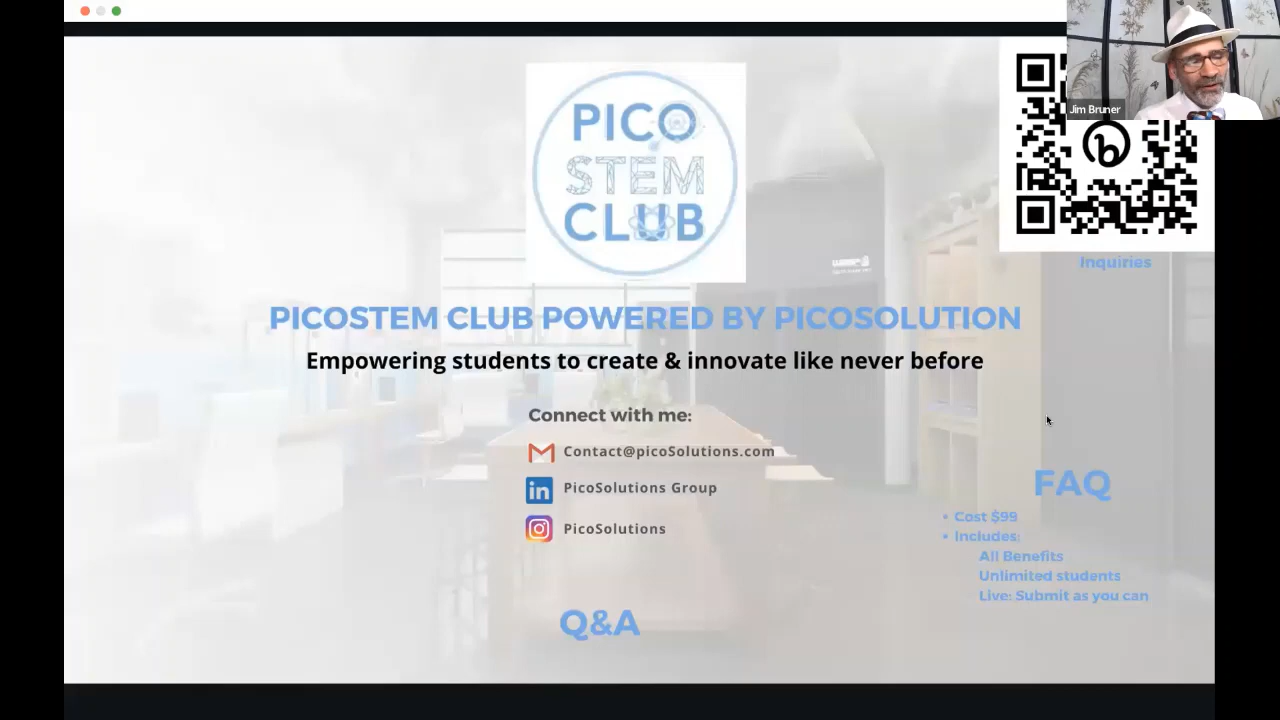 Jim Bruner
PICO
STEM
CLUB
b
Inquiries
PICOSTEM CLUB POWERED BY PICOSOLUTION
Empowering students to create & innovate like never before
Connect with me:
Contact@picoSolutions.com
PicoSolutions Group
PicoSolutions
FAQ
• Cost $99
• Includes:
All Benefits
Unlimited students
Live: Submit as you can
Q&A